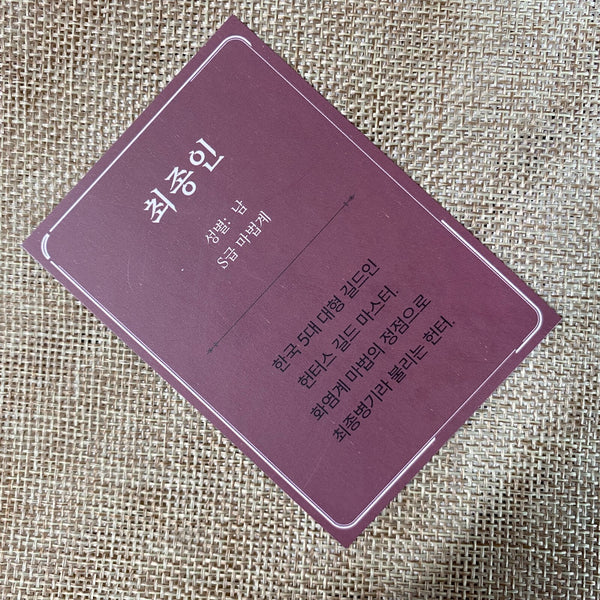 최종인
성별: 남
S급 마법계
한국 5대 대형 길드인
헌터스 길드 마스터.
화염계 마법의 정점으로
최종병기라 불리는 헌터.